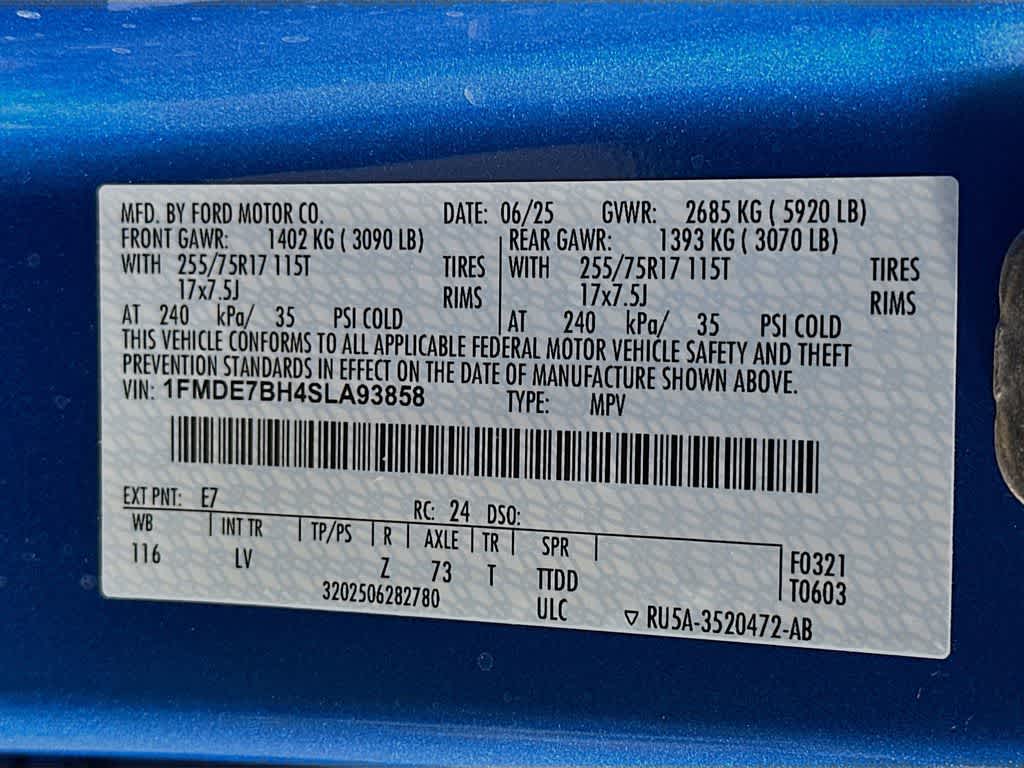 MFD. BY FORD MOTOR CO. DATE: 06/25 GVWR: 2685 KG ( 5920 LB)
FRONT GAWR: 1402 KG ( 3090 LB) REAR GAWR: 1393 KG ( 3070 LB)
WITH 255/75R17 115T TIRES WITH 255/75R17 115T TIRES
17x7.5J RIMS 17x7.5J RIMS
AT 240 kPa/ 35 PSI COLD AT 240 kPa/ 35 PSI COLD
THIS VEHICLE CONFORMS TO ALL APPLICABLE FEDERAL MOTOR VEHICLE SAFETY AND THEFT
PREVENTION STANDARDS IN EFFECT ON THE DATE OF MANUFACTURE SHOWN ABOVE.
VIN: 1FMDE7BH4SLA93858 TYPE: MPV
EXT PNT: E7 RC: 24 DSO:
WB INT TR TP/PS R AXLE TR SPR F0321
116 LV Z 73 T TTDD T0603
3202506282780 ULC ▽ RU5A-3520472-AB